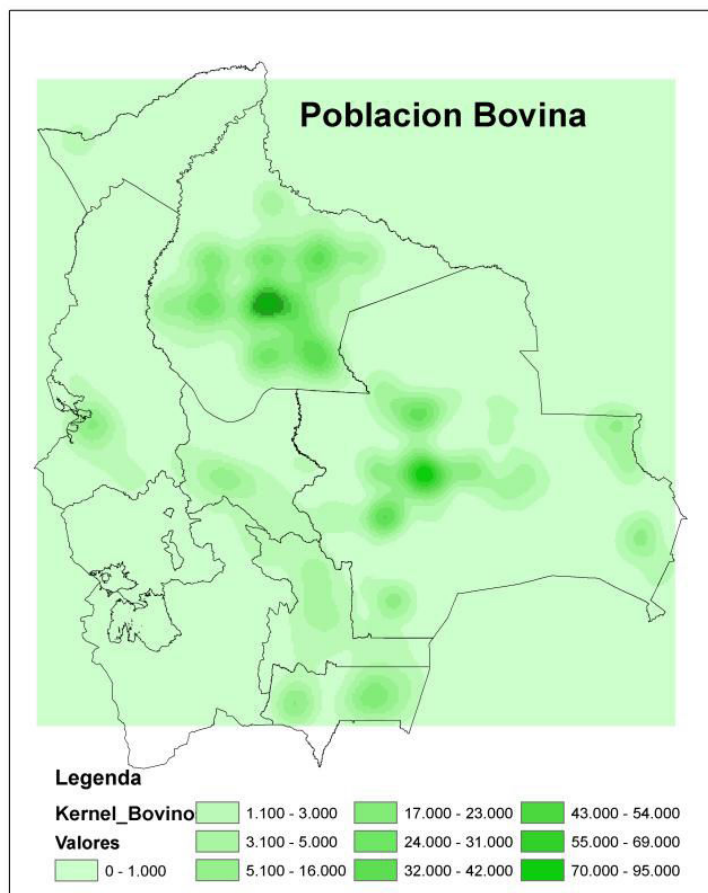 Poblacion Bovina
Legenda
Kernel_Bovino
Valores
0 - 1.000
1.100 - 3.000
3.100 - 5.000
5.100 - 16.000
17.000 - 23.000
24.000 - 31.000
32.000 - 42.000
43.000 - 54.000
55.000 - 69.000
70.000 - 95.000